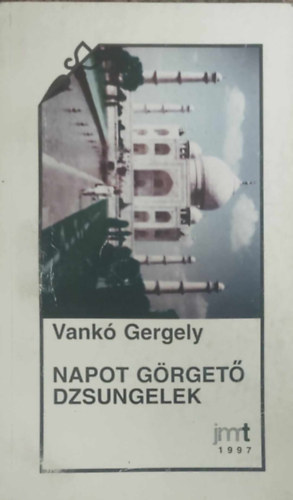 Vankó Gergely
NAPOT GÖRGETŐ
DZSUNGELEK
jmt
1997